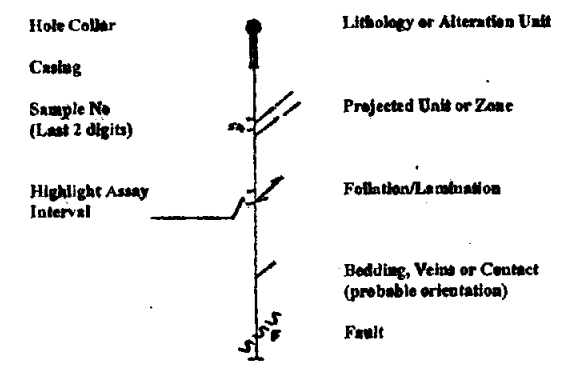 Hole Collar
Lithology or Alteration Unit
Casing
Sample No
(Last 2 digits)
Projected Unit or Zone
Highlight Assay
Interval
Foliation/Lamination
Bedding, Veins or Contact
(probable orientation)
Fault